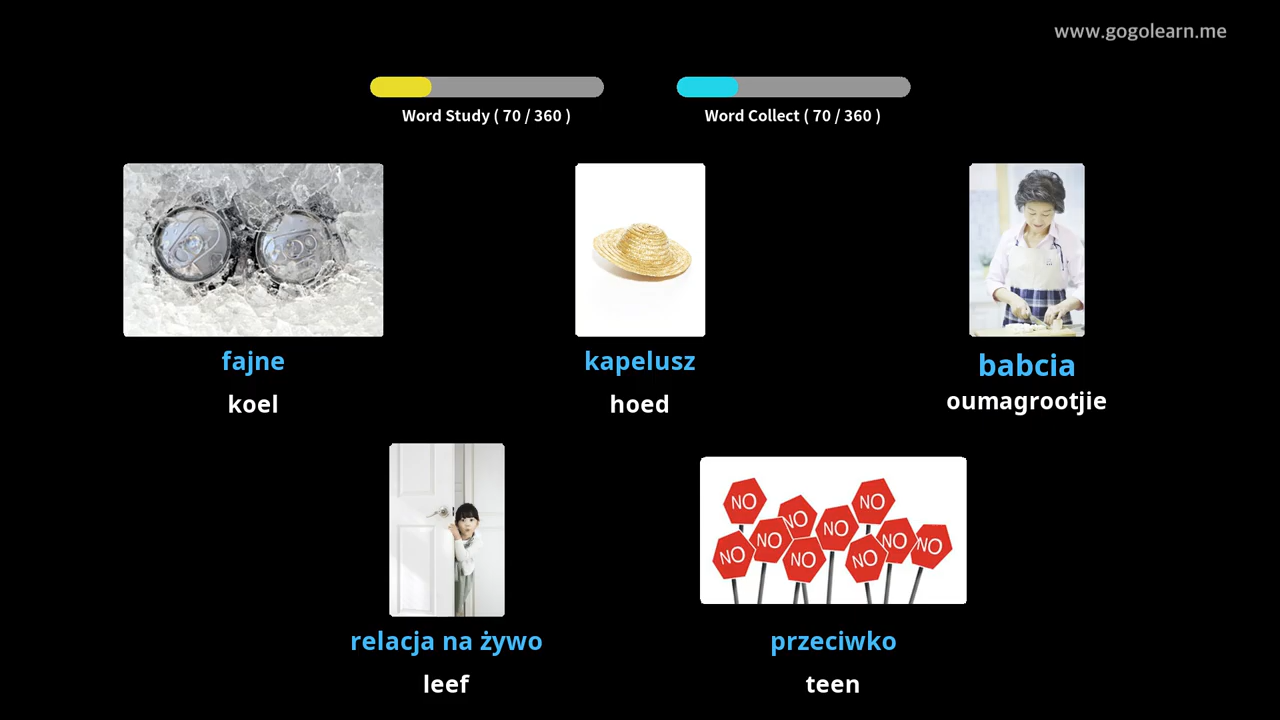 www.gogolearn.me
Word Study ( 70 / 360 )
Word Collect ( 70 / 360 )
fajne
koel
kapelusz
hoed
babcia
oumagrootjie
relacja na żywo
leef
NO
NO
NO
NO
NO
NO
NO
NO
NO
NO
przeciwko
teen